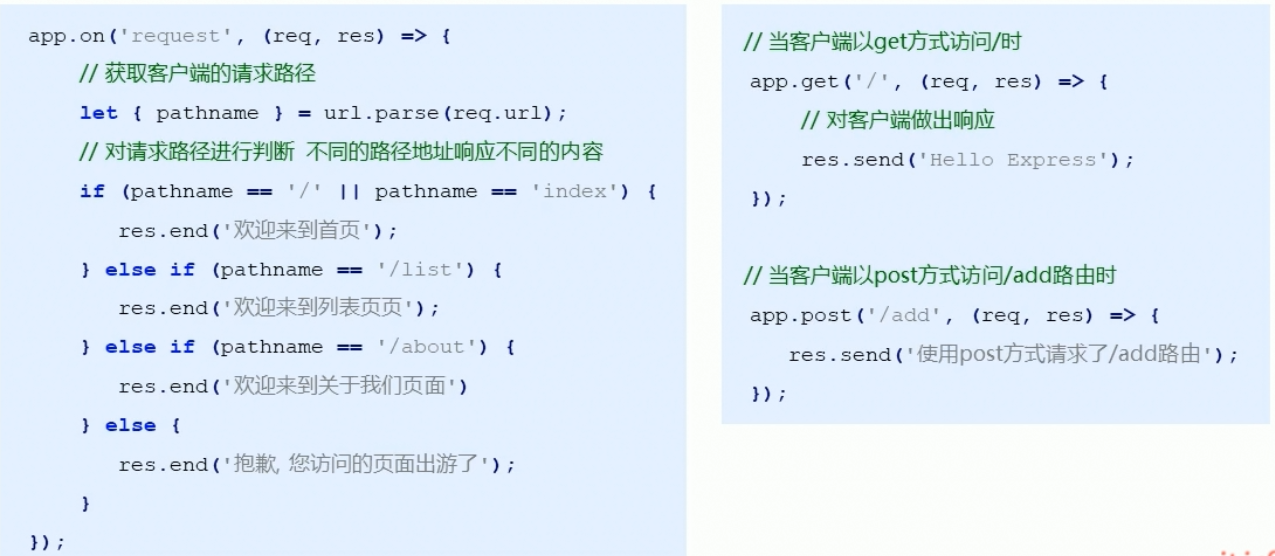 app.on('request', (req, res) => {
// 获取客户端的请求路径
let { pathname } = url.parse(req.url);
// 对请求路径进行判断 不同的路径地址响应不同的内容
if (pathname == '/' || pathname == 'index') {
res.end('欢迎来到首页');
} else if (pathname == '/list') {
res.end('欢迎来到列表页页');
} else if (pathname == '/about') {
res.end('欢迎来到关于我们页面')
} else {
res.end('抱歉, 您访问的页面出游了');
}
});
// 当客户端以get方式访问/时
app.get('/', (req, res) => {
// 对客户端做出响应
res.send('Hello Express');
});
// 当客户端以post方式访问/add路由时
app.post('/add', (req, res) => {
res.send('使用post方式请求了/add路由');
});